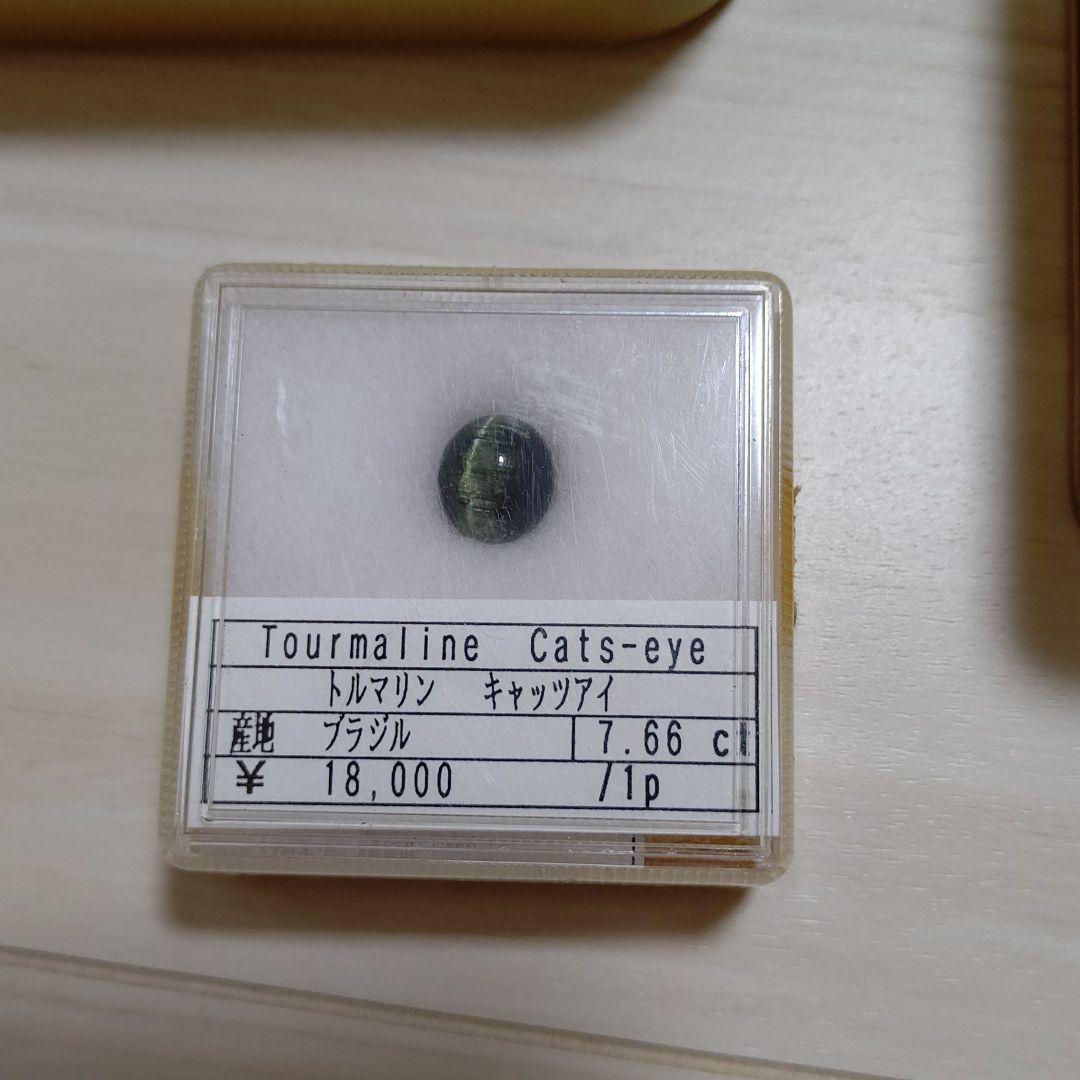 Tourmaline Cats-eye
トルマリン キャッツアイ
産地 ブラジル 7.66 ct
¥ 18,000 /1p